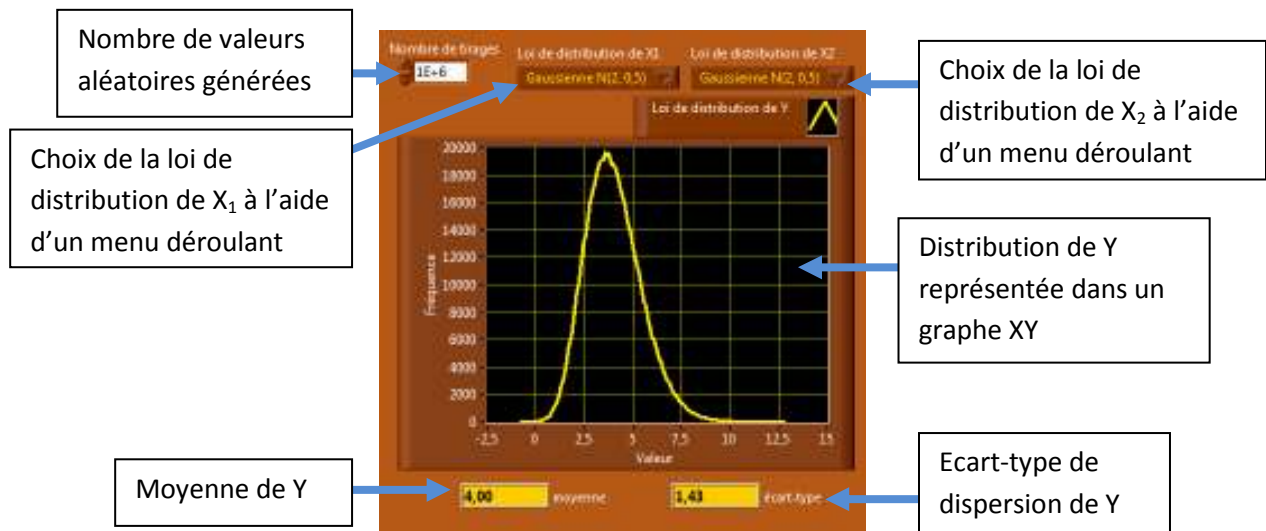 Nombre de valeurs
aléatoires générées
Choix de la loi de
distribution de X₁ à l’aide
d’un menu déroulant
Nombre de tirages
1E+6
Loi de distribution de X1
Gaussienne N(2, 0,5)
Loi de distribution de X2
Gaussienne N(2, 0,5)
Loi de distribution de Y
Choix de la loi de
distribution de X₂ à l’aide
d’un menu déroulant
Distribution de Y
représentée dans un
graphe XY
20000
18000
16000
14000
12000
10000
8000
6000
4000
2000
0
Fréquence
-2,5 0 2,5 5 7,5 10 12,5 15
Valeur
Moyenne de Y
4,00 moyenne
1,43 écart-type
Ecart-type de
dispersion de Y